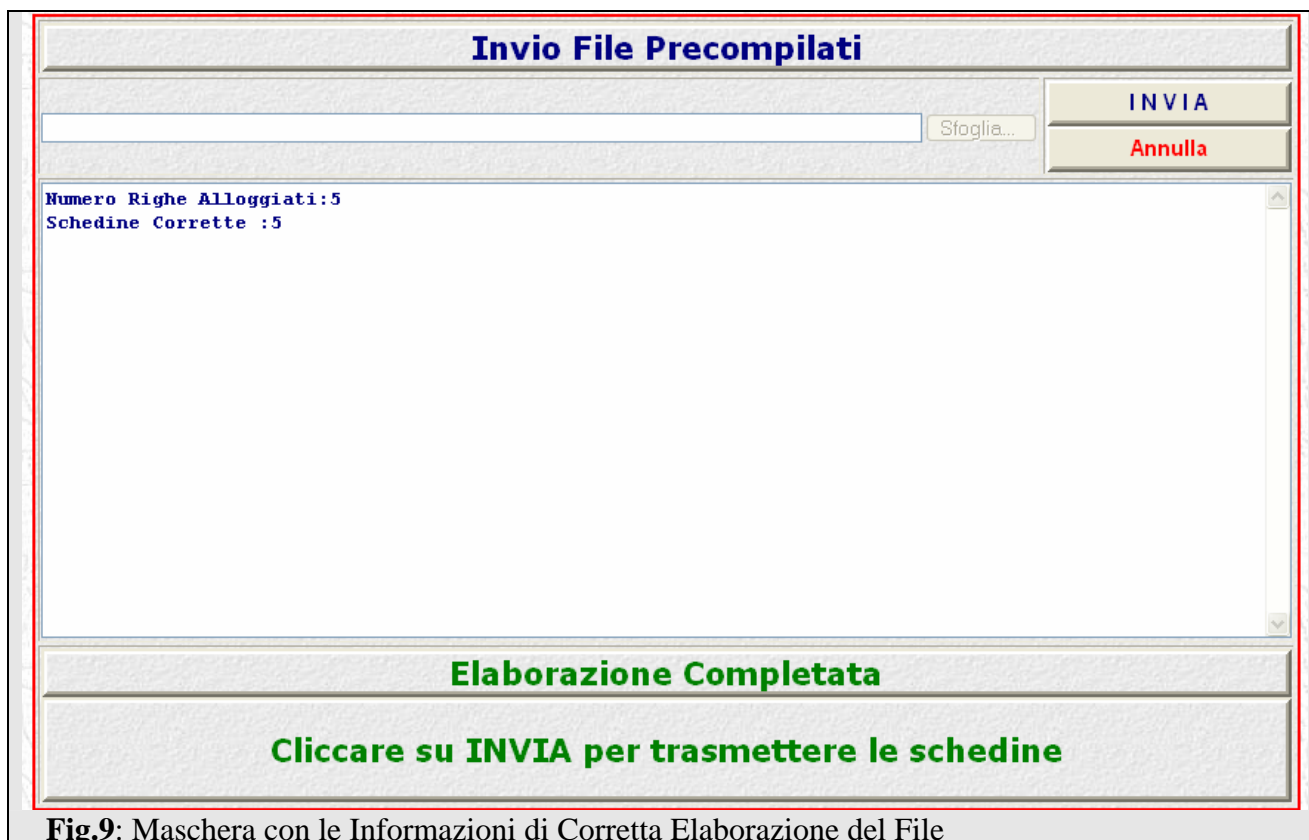 Invio File Precompilati
INVIA
Sfoglia...
Annulla
Numero Righe Alloggiati:5
Schedine Corrette :5
Elaborazione Completata
Cliccare su INVIA per trasmettere le schedine
Fig.9: Maschera con le Informazioni di Corretta Elaborazione del File